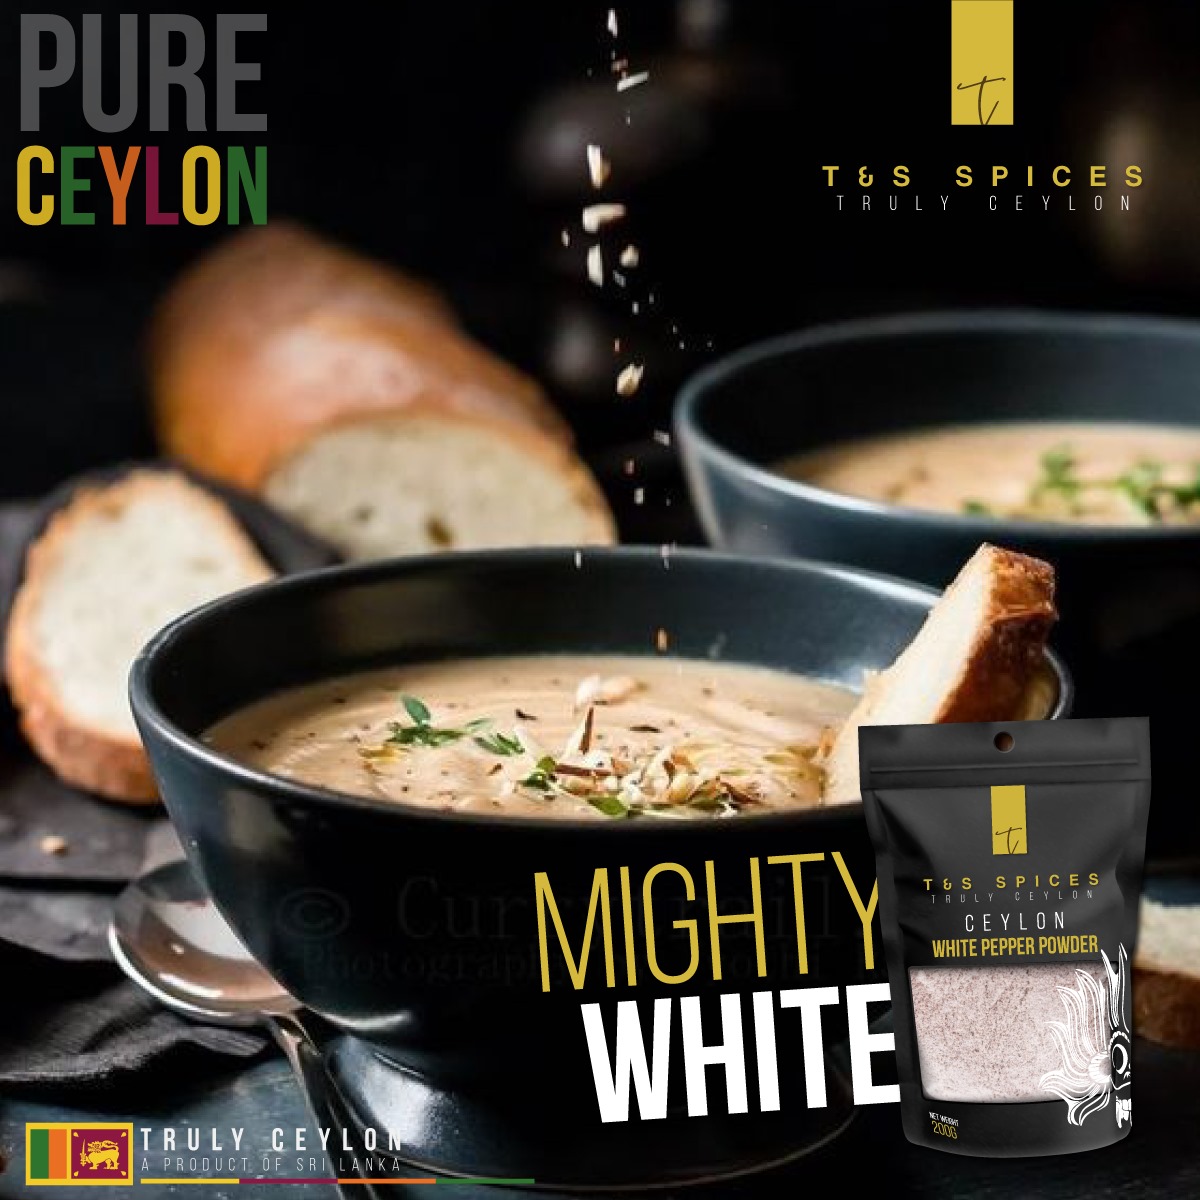 PURE
CEYLON
t
T&S SPICES
TRULY CEYLON
MIGHTY
WHITE
t
T&S SPICES
TRULY CEYLON
CEYLON
WHITE PEPPER POWDER
NET WEIGHT
200G
TRULY CEYLON
A PRODUCT OF SRI LANKA